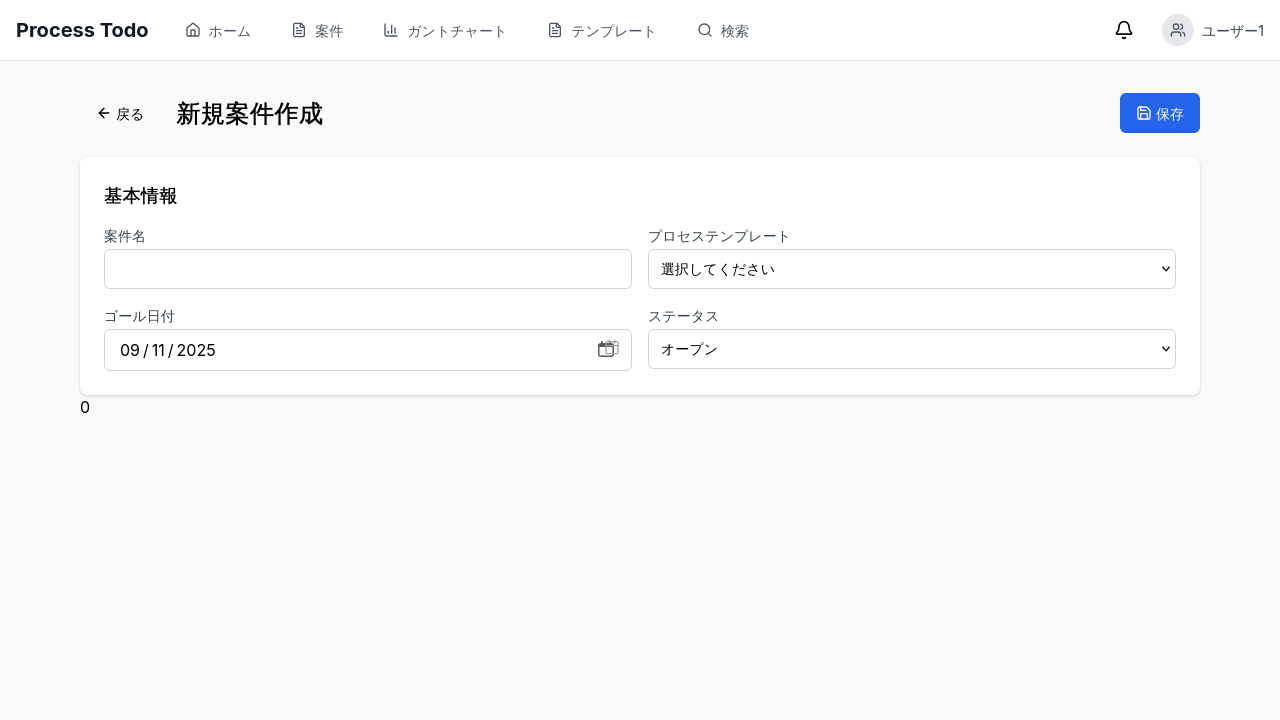 Process Todo ホーム 案件 ガントチャート テンプレート 検索 ユーザー1
戻る 新規案件作成 保存
基本情報
案件名 プロセステンプレート
選択してください
ゴール日付 ステータス
09/11/2025 オープン
0